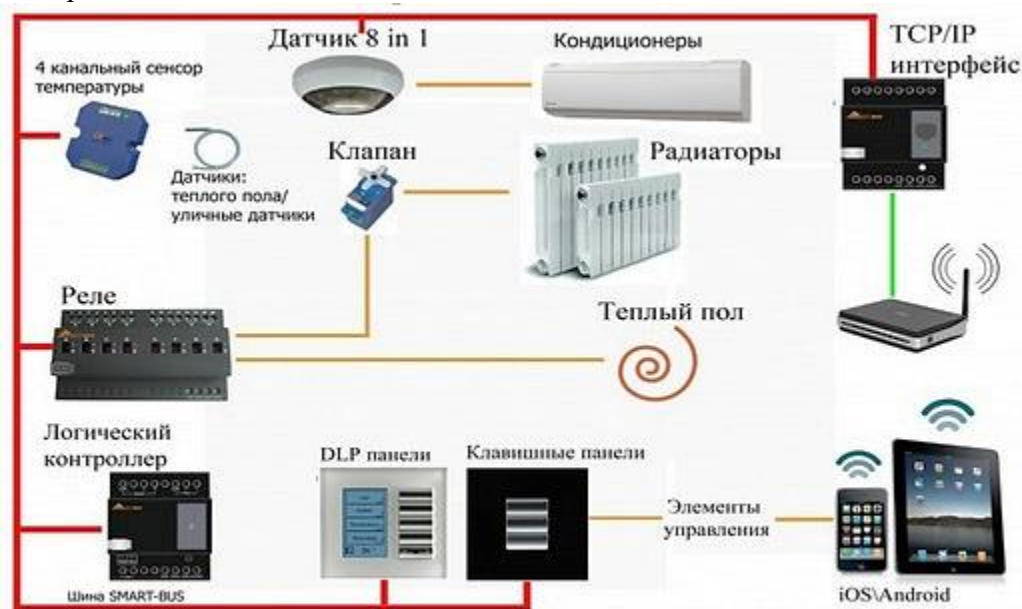 Датчик 8 in 1
Кондиционеры
TCP/IP
интерфейс
4 канальный сенсор
температуры
Клапан
Радиаторы
Датчики:
теплого пола/
уличные датчики
Реле
Теплый пол
Логический
контроллер
DLP панели
Клавишные панели
Элементы
управления
Шина SMART-BUS
iOS\Android